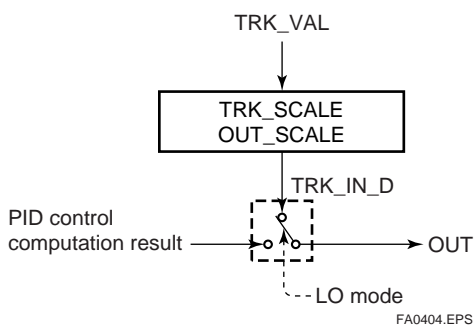 TRK_VAL
TRK_SCALE
OUT_SCALE
TRK_IN_D
PID control
computation result
OUT
LO mode
FA0404.EPS